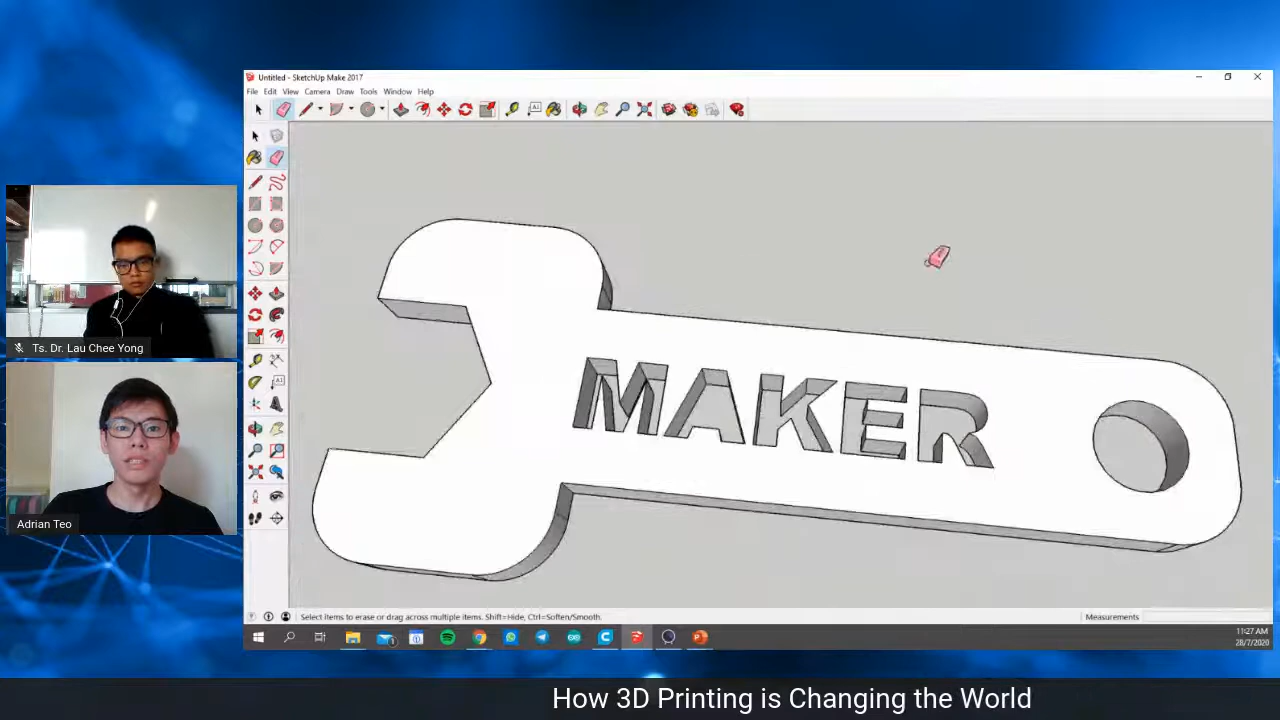 Untitled - SketchUp Make 2017
File Edit View Camera Draw Tools Window Help
MAKER
Ts. Dr. Lau Chee Yong
Adrian Teo
Select items to erase or drag across multiple items. Shift=Hide, Ctrl=Soften/Smooth.
Measurements
11:27 AM
28/7/2020
How 3D Printing is Changing the World